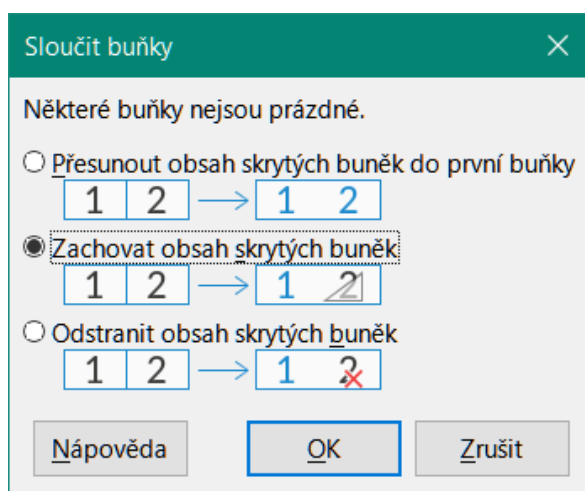 Sloučit buňky
Některé buňky nejsou prázdné.
Přesunout obsah skrytých buněk do první buňky
1 2 → 1 2
Zachovat obsah skrytých buněk
1 2 → 1 2
Odstranit obsah skrytých buněk
1 2 → 1 2
Nápověda OK Zrušit